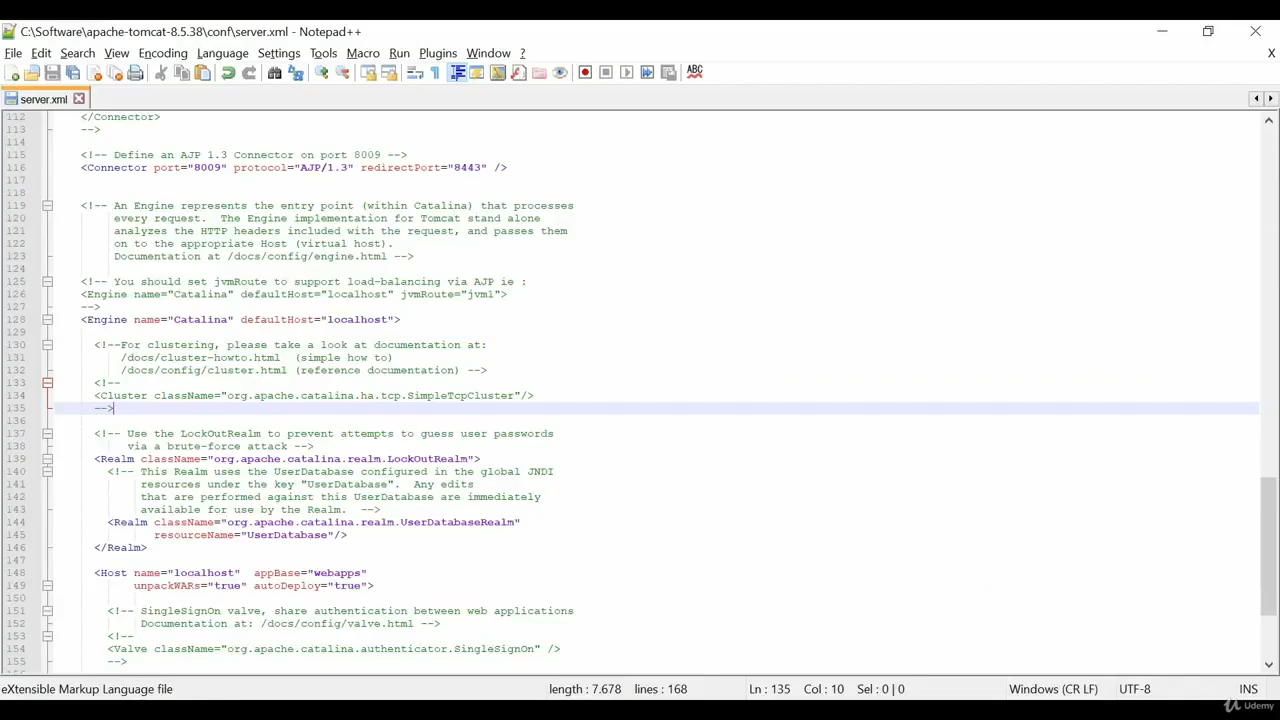 C:\Software\apache-tomcat-8.5.38\conf\server.xml - Notepad++
File Edit Search View Encoding Language Settings Tools Macro Run Plugins Window ? X
ABC
server.xml
112 </Connector>
113 -->
114
115 <!-- Define an AJP 1.3 Connector on port 8009 -->
116 <Connector port="8009" protocol="AJP/1.3" redirectPort="8443" />
117
118
119 <!-- An Engine represents the entry point (within Catalina) that processes
120 every request.  The Engine implementation for Tomcat stand alone
121 analyzes the HTTP headers included with the request, and passes them
122 on to the appropriate Host (virtual host).
123 Documentation at /docs/config/engine.html -->
124
125 <!-- You should set jvmRoute to support load-balancing via AJP ie :
126 <Engine name="Catalina" defaultHost="localhost" jvmRoute="jvm1">
127 -->
128 <Engine name="Catalina" defaultHost="localhost">
129
130 <!--For clustering, please take a look at documentation at:
131 /docs/cluster-howto.html  (simple how to)
132 /docs/config/cluster.html (reference documentation) -->
133 <!--
134 <Cluster className="org.apache.catalina.ha.tcp.SimpleTcpCluster"/>
135 -->
136
137 <!-- Use the LockOutRealm to prevent attempts to guess user passwords
138 via a brute-force attack -->
139 <Realm className="org.apache.catalina.realm.LockOutRealm">
140 <!-- This Realm uses the UserDatabase configured in the global JNDI
141 resources under the key "UserDatabase".  Any edits
142 that are performed against this UserDatabase are immediately
143 available for use by the Realm.  -->
144 <Realm className="org.apache.catalina.realm.UserDatabaseRealm"
145 resourceName="UserDatabase"/>
146 </Realm>
147
148 <Host name="localhost"  appBase="webapps"
149 unpackWARs="true" autoDeploy="true">
150
151 <!-- SingleSignOn valve, share authentication between web applications
152 Documentation at: /docs/config/valve.html -->
153 <!--
154 <Valve className="org.apache.catalina.authenticator.SingleSignOn" />
155 -->
eXtensible Markup Language file length : 7.678 lines : 168 Ln : 135 Col : 10 Sel : 0 | 0 Windows (CR LF) UTF-8 INS
Udemy